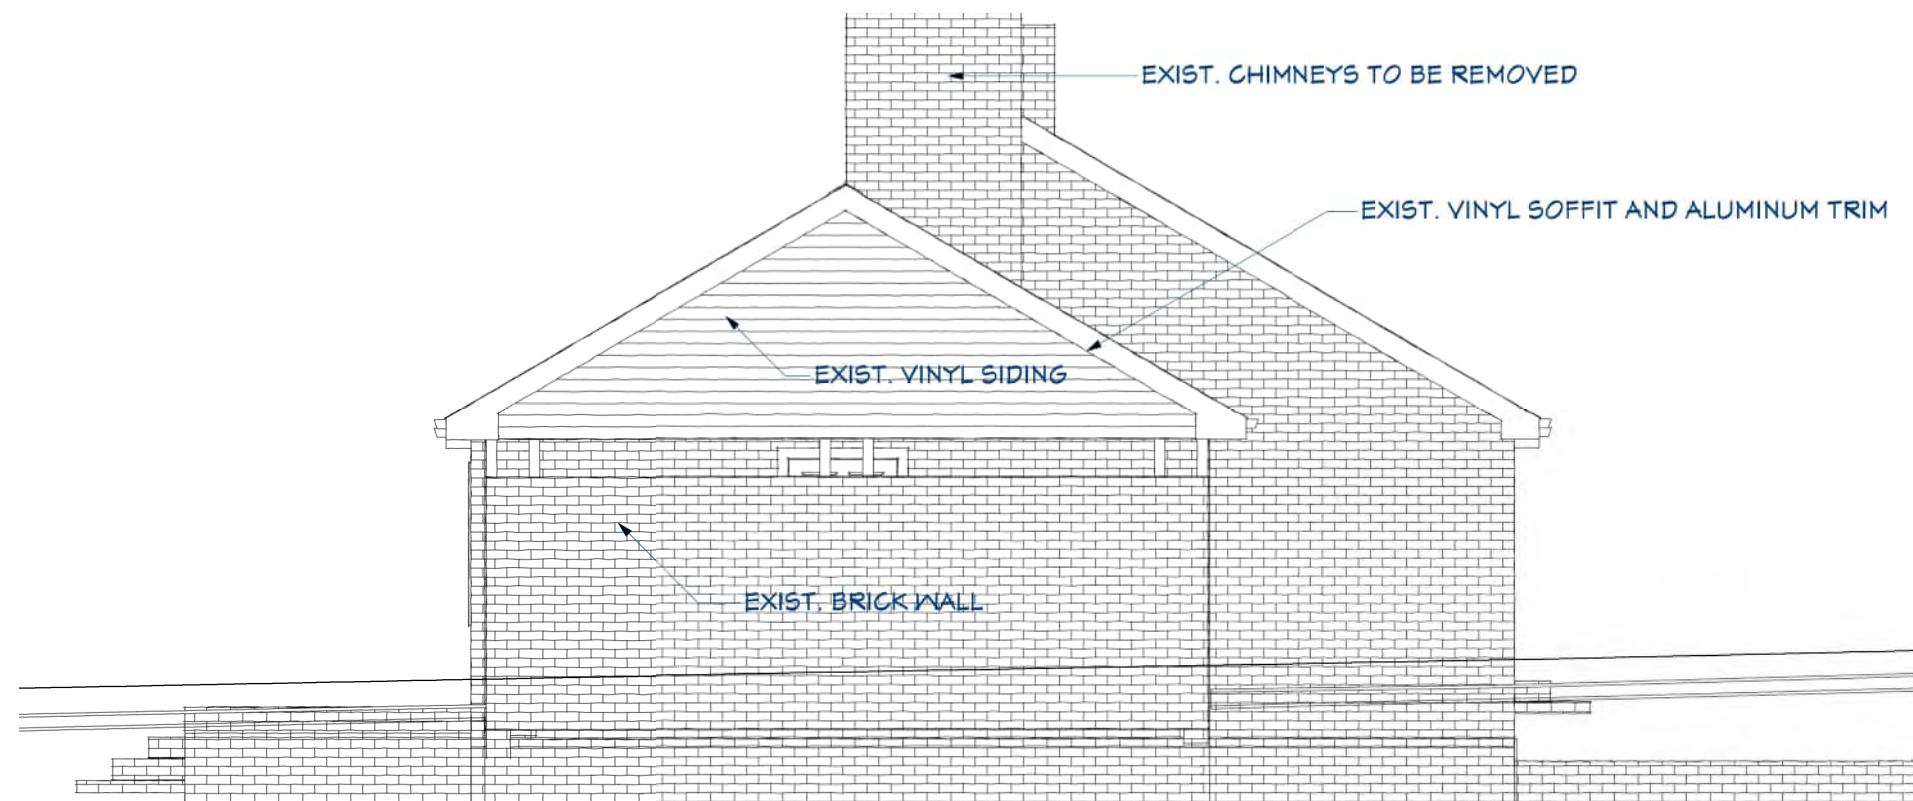 EXIST. CHIMNEYS TO BE REMOVED
EXIST. VINYL SOFFIT AND ALUMINUM TRIM
EXIST. VINYL SIDING
EXIST. BRICK WALL